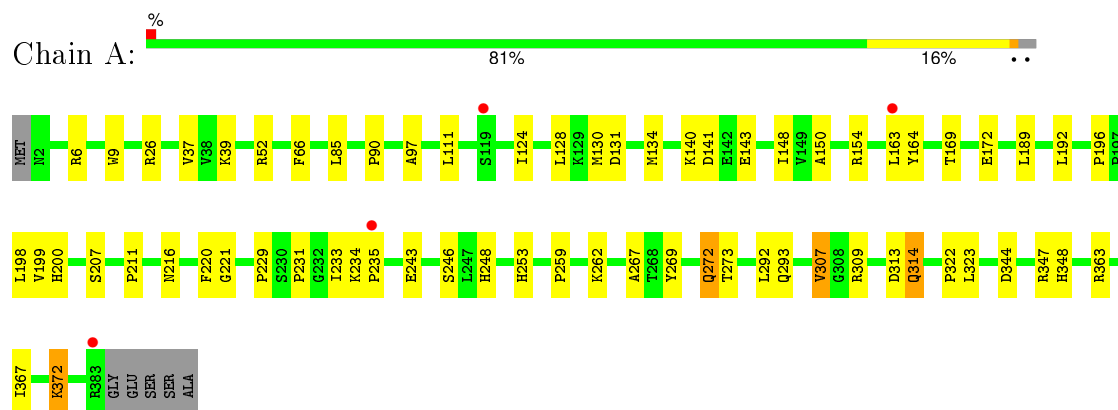 %
Chain A:
81% 16% • •
MET N2 R6 W9 R26 V37 V38 K39 R52 F66 L85 P90 A97 L111 S119 I124 L128 K129 M130 D131 M134 K140 D141 E142 E143 I148 V149 A150 R154 L163 Y164 T169 E172 L189 L192 P196 P197
L198 V199 H200 S207 P211 N216 F220 G221 P229 S230 P231 G232 I233 K234 P235 E243 S246 L247 H248 H253 P259 K262 A267 T268 Y269 Q272 T273 L292 Q293 V307 G308 R309 D313 Q314 P322 L323 D344 R347 H348 R363
I367 K372 R383 GLY GLU SER SER ALA